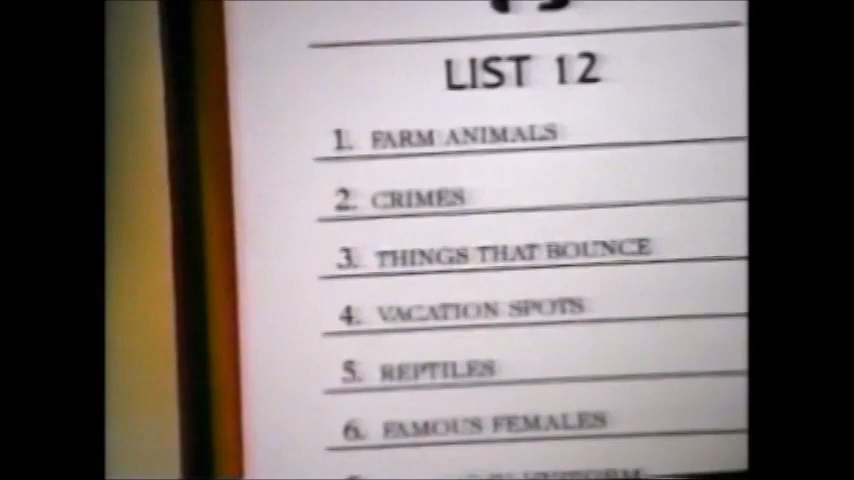 LIST 12
1. FARM ANIMALS
2. CRIMES
3. THINGS THAT BOUNCE
4. VACATION SPOTS
5. REPTILES
6. FAMOUS FEMALES